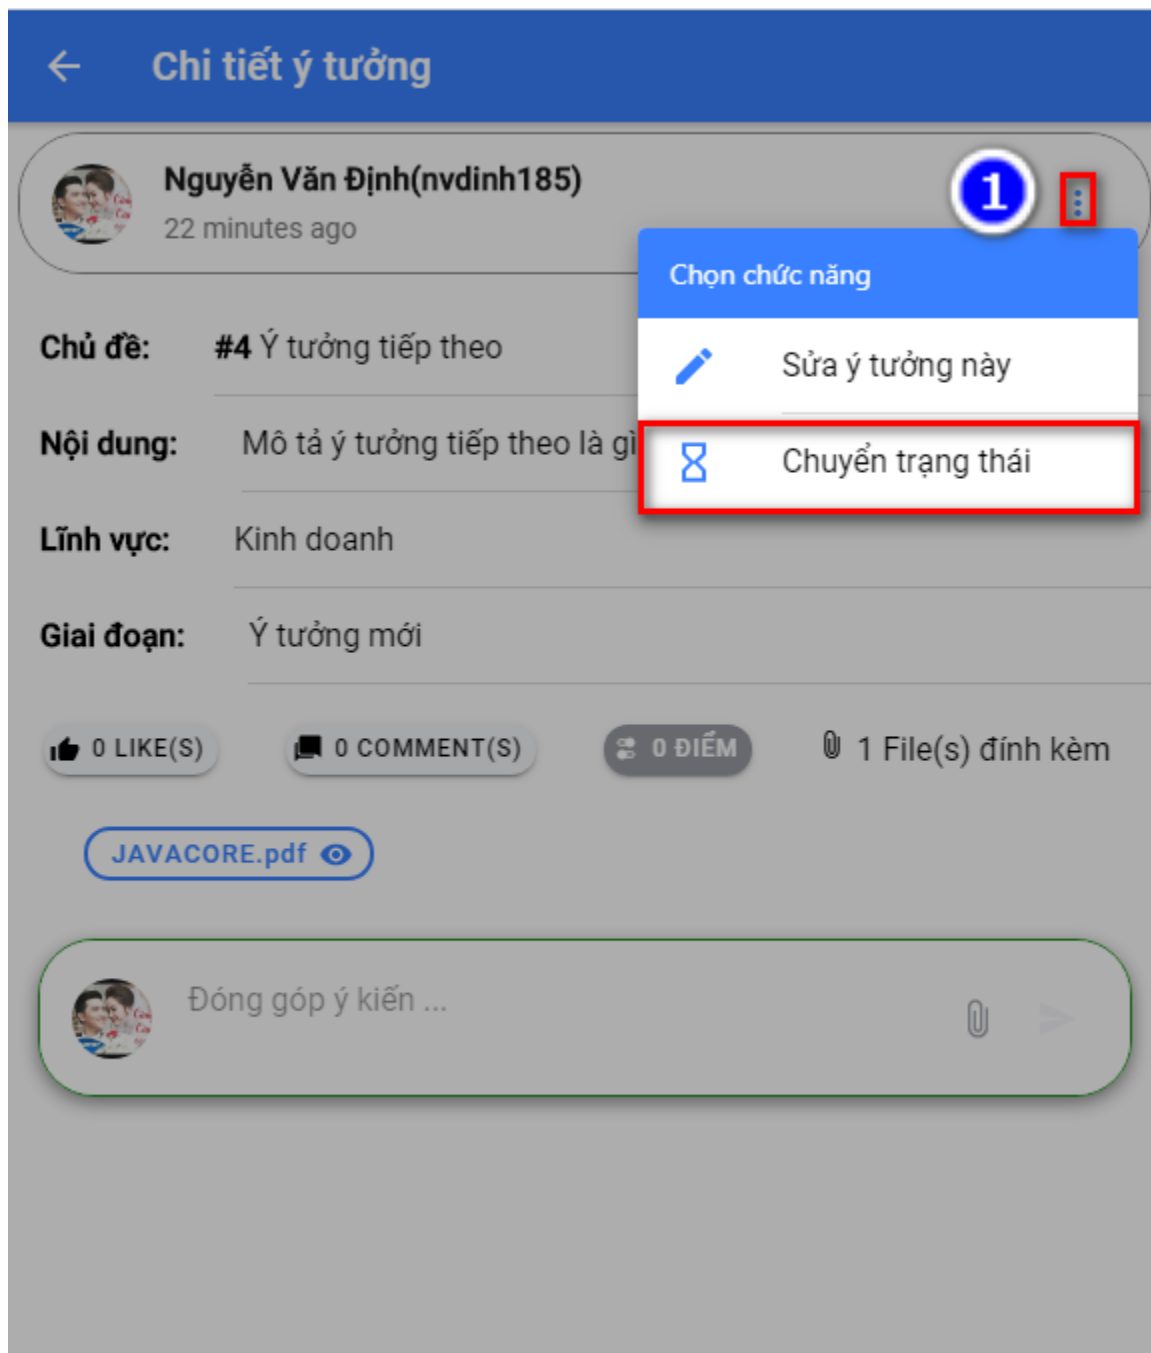 Chi tiết ý tưởng
Nguyễn Văn Định(nvdinh185)
22 minutes ago
1
Chọn chức năng
Sửa ý tưởng này
Chuyển trạng thái
Chủ đề: #4 Ý tưởng tiếp theo
Nội dung: Mô tả ý tưởng tiếp theo là gì
Lĩnh vực: Kinh doanh
Giai đoạn: Ý tưởng mới
0 LIKE(S) 0 COMMENT(S) 0 ĐIỂM 1 File(s) đính kèm
JAVACORE.pdf
Đóng góp ý kiến ...